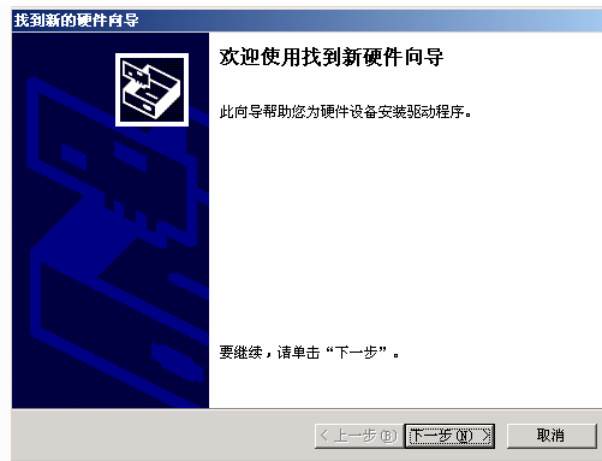 找到新的硬件向导
欢迎使用找到新硬件向导
此向导帮助您为硬件设备安装驱动程序。
要继续，请单击“下一步”。
< 上一步(B) 下一步(N) > 取消